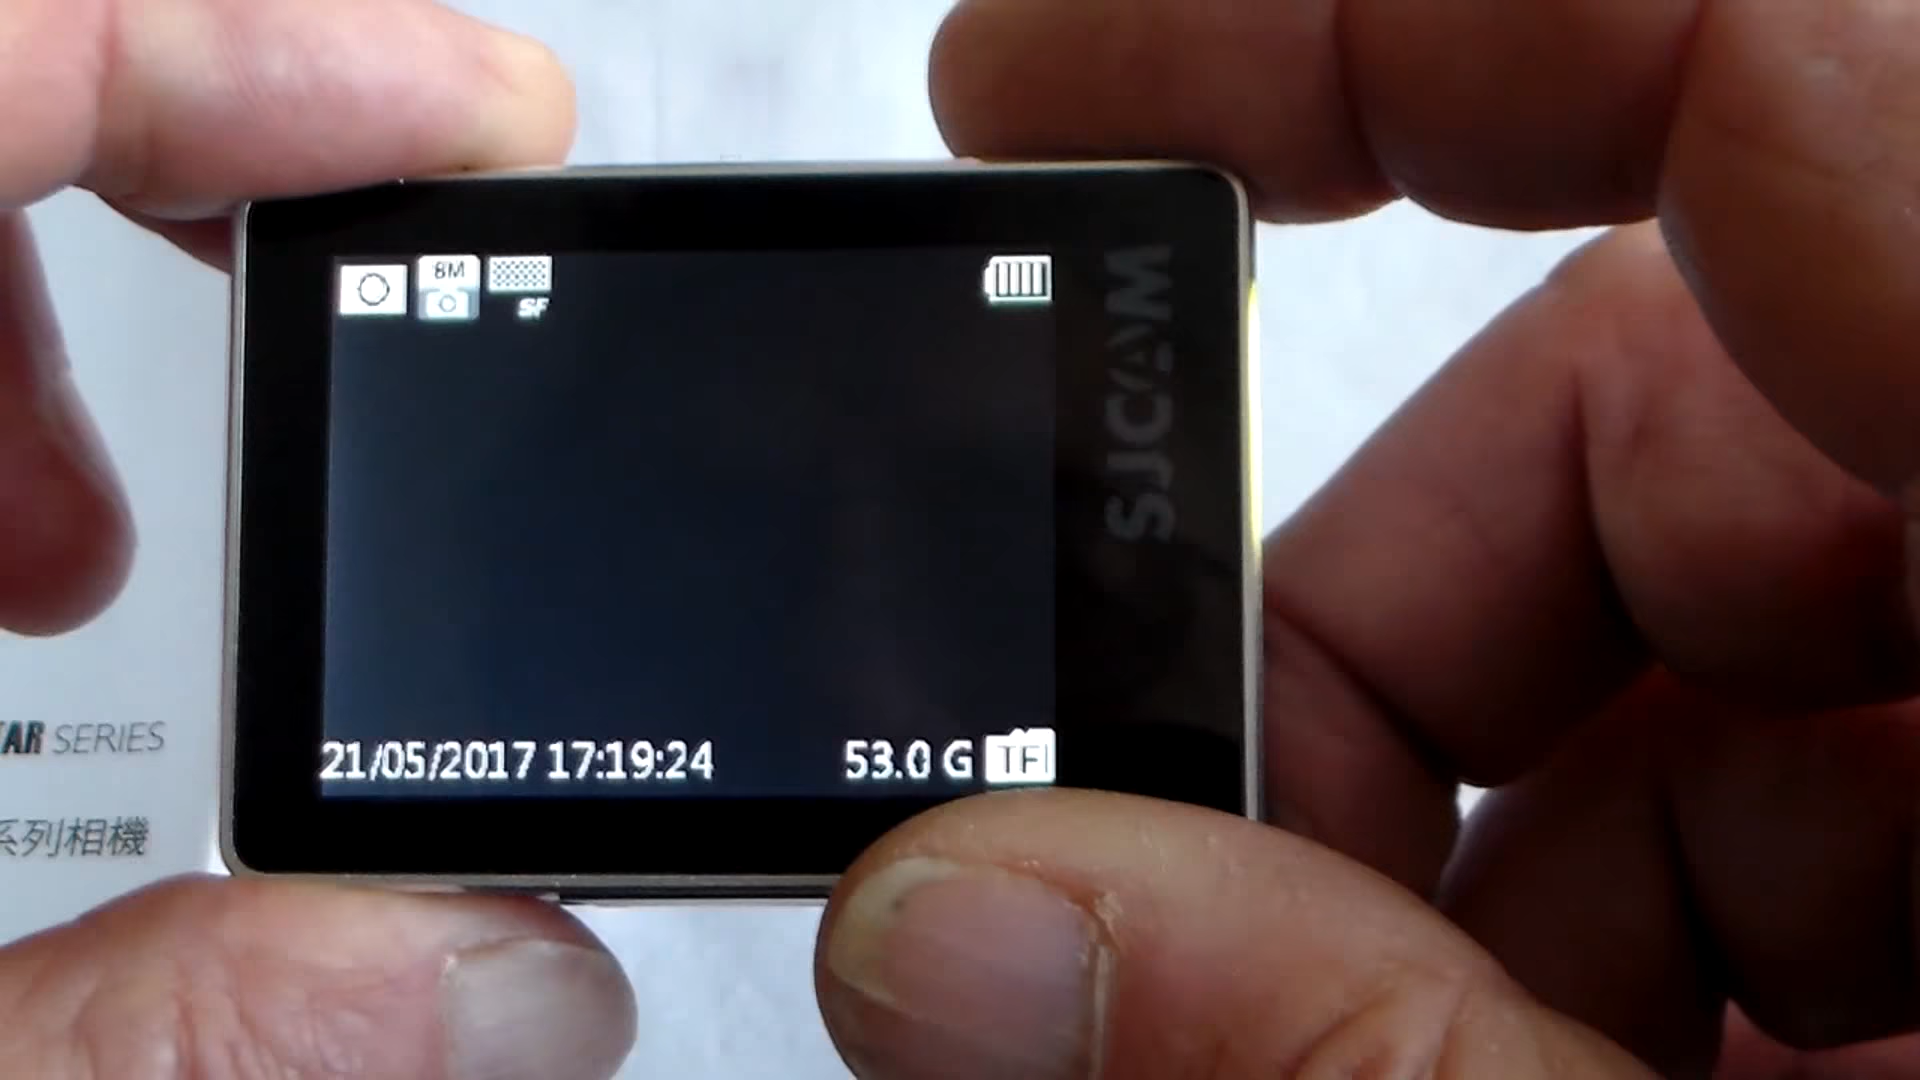 8M
SF
SJCAM
21/05/2017 17:19:24 53.0 G TF
SERIES
系列相機